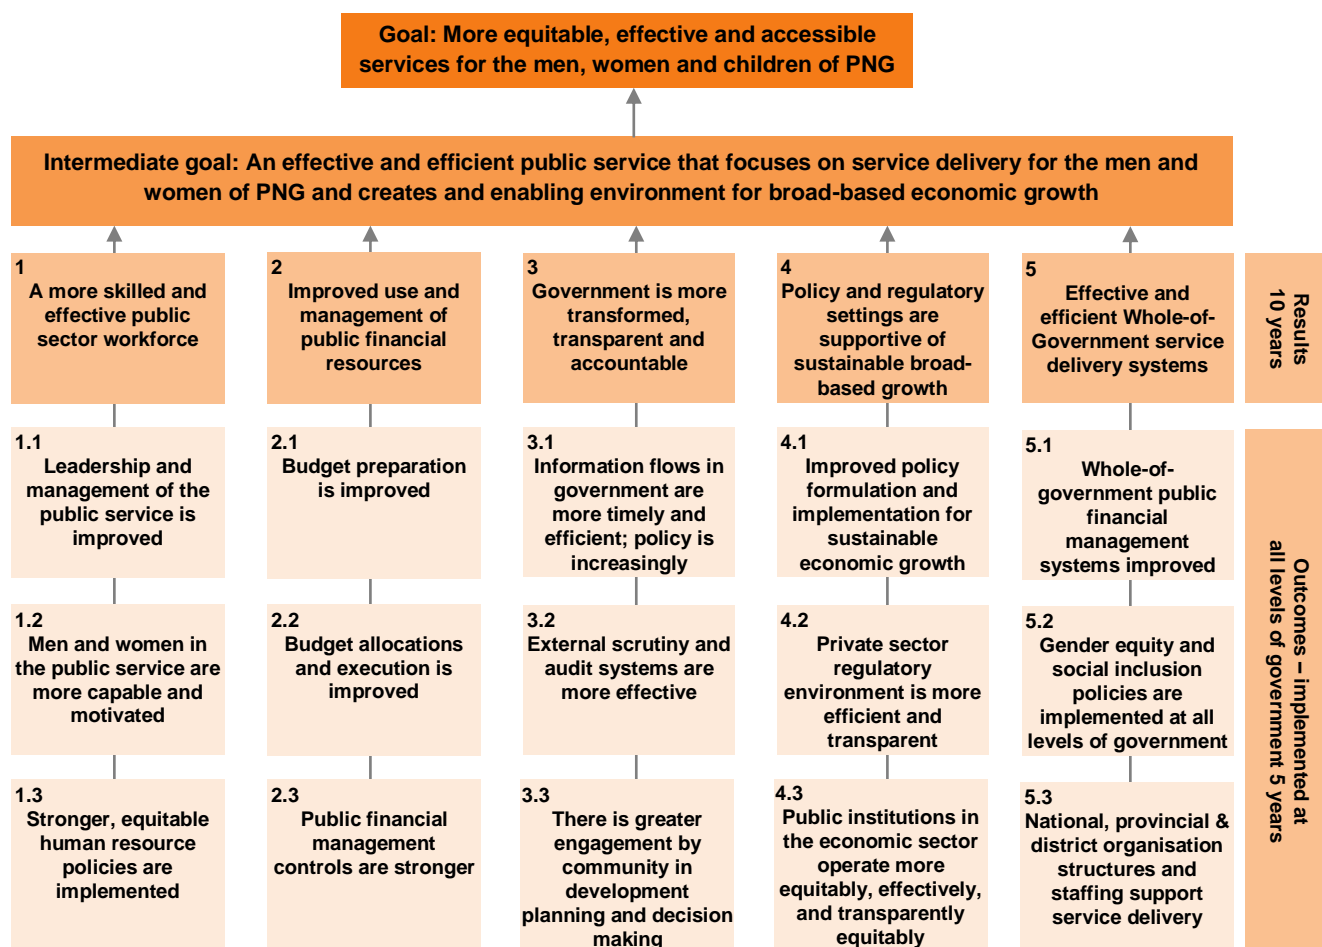 Goal: More equitable, effective and accessible
services for the men, women and children of PNG
Intermediate goal: An effective and efficient public service that focuses on service delivery for the men and
women of PNG and creates and enabling environment for broad-based economic growth
1
A more skilled and
effective public
sector workforce
2
Improved use and
management of
public financial
resources
3
Government is more
transformed,
transparent and
accountable
4
Policy and regulatory
settings are
supportive of
sustainable broad-
based growth
5
Effective and
efficient Whole-of-
Government service
delivery systems
Results
10 years
1.1
Leadership and
management of the
public service is
improved
2.1
Budget preparation
is improved
3.1
Information flows in
government are
more timely and
efficient; policy is
increasingly
4.1
Improved policy
formulation and
implementation for
sustainable
economic growth
5.1
Whole-of-
government public
financial
management
systems improved
Outcomes – implemented at
all levels of government 5 years
1.2
Men and women in
the public service are
more capable and
motivated
2.2
Budget allocations
and execution is
improved
3.2
External scrutiny and
audit systems are
more effective
4.2
Private sector
regulatory
environment is more
efficient and
transparent
5.2
Gender equity and
social inclusion
policies are
implemented at all
levels of government
1.3
Stronger, equitable
human resource
policies are
implemented
2.3
Public financial
management
controls are stronger
3.3
There is greater
engagement by
community in
development
planning and decision
making
4.3
Public institutions in
the economic sector
operate more
equitably, effectively,
and transparently
equitably
5.3
National, provincial &
district organisation
structures and
staffing support
service delivery